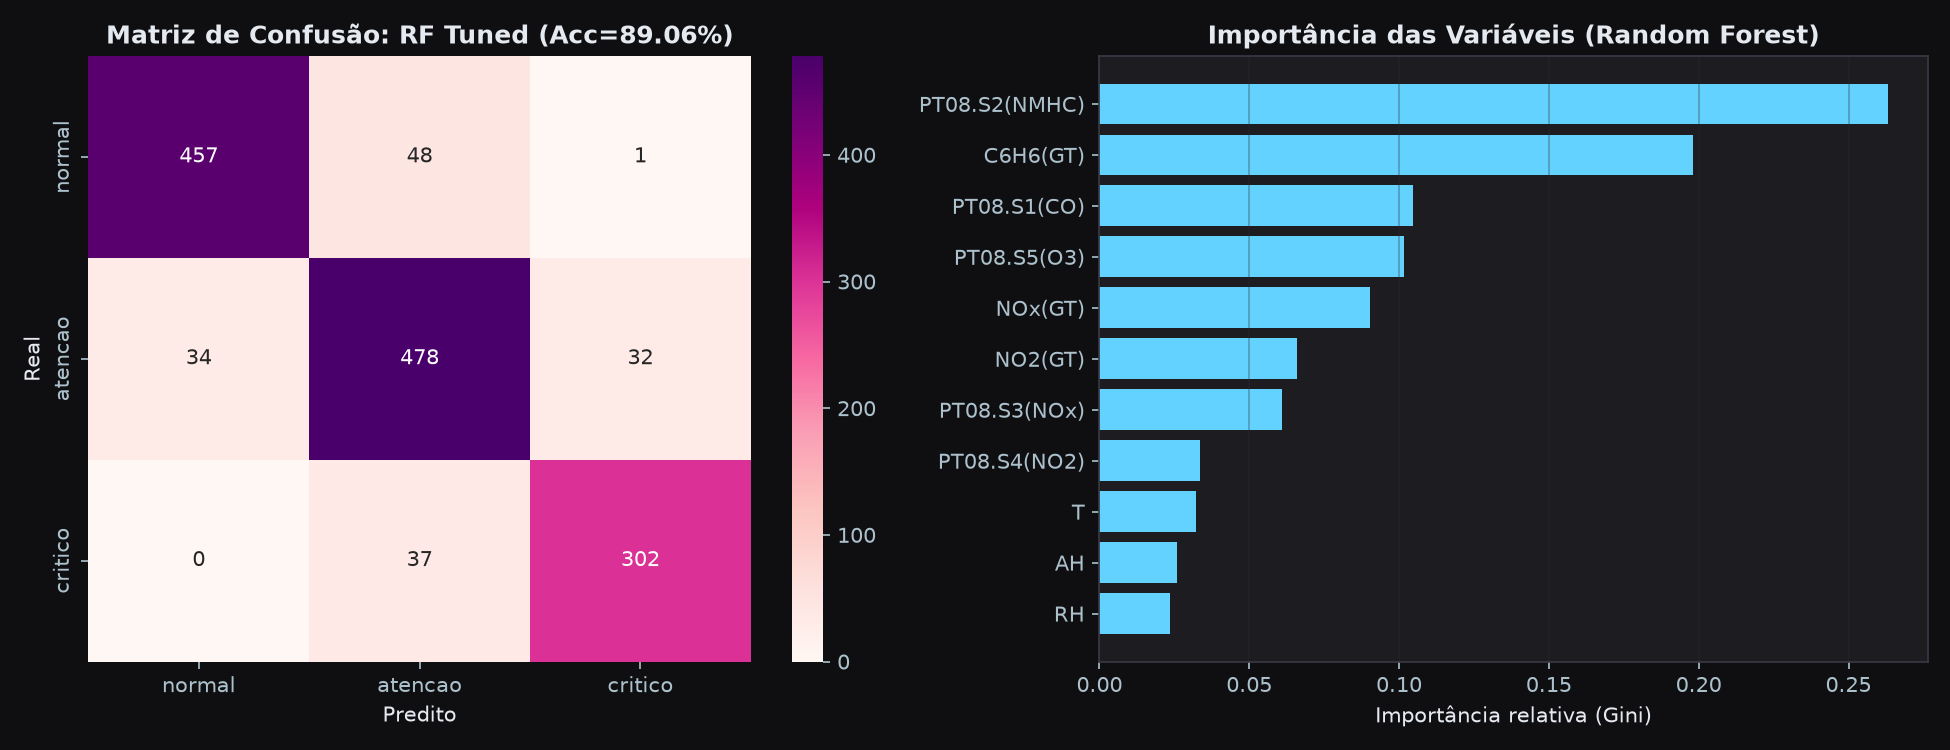 Matriz de Confusão: RF Tuned (Acc=89.06%)
Real
normal
atencao
critico
457 48 1
34 478 32
0 37 302
normal atencao critico
Predito
400
300
200
100
0
Importância das Variáveis (Random Forest)
PT08.S2(NMHC)
C6H6(GT)
PT08.S1(CO)
PT08.S5(O3)
NOx(GT)
NO2(GT)
PT08.S3(NOx)
PT08.S4(NO2)
T
AH
RH
0.00 0.05 0.10 0.15 0.20 0.25
Importância relativa (Gini)